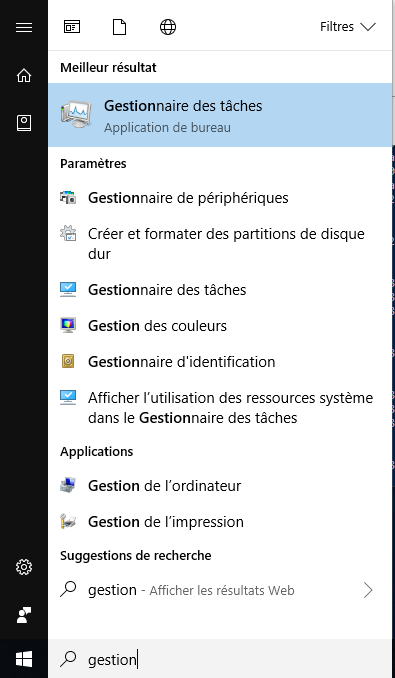 Filtres
Meilleur résultat
Gestionnaire des tâches
Application de bureau
Paramètres
Gestionnaire de périphériques
Créer et formater des partitions de disque
dur
Gestionnaire des tâches
Gestion des couleurs
Gestionnaire d'identification
Afficher l’utilisation des ressources système
dans le Gestionnaire des tâches
Applications
Gestion de l’ordinateur
Gestion de l’impression
Suggestions de recherche
gestion - Afficher les résultats Web
gestion